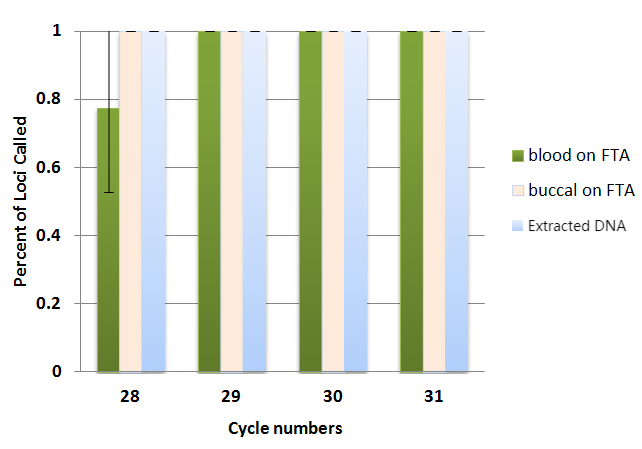 Percent of Loci Called
1
0.8
0.6
0.4
0.2
0
28 29 30 31
Cycle numbers
blood on FTA
buccal on FTA
Extracted DNA